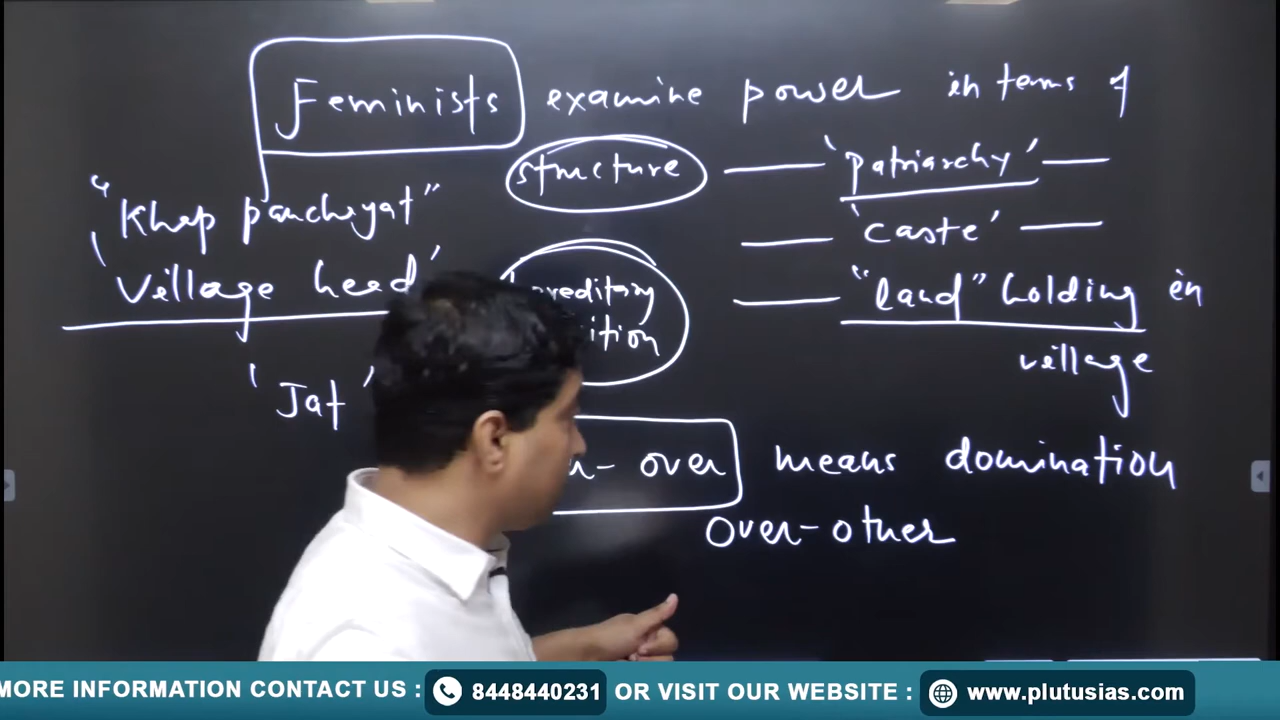 Feminists examine power in terms of
structure — 'patriarchy' —
"Khap panchyat" — 'caste' —
'Village head' — "land" holding in
village
'Jat'
over means domination
over-other
MORE INFORMATION CONTACT US : 8448440231 OR VISIT OUR WEBSITE : www.plutusias.com